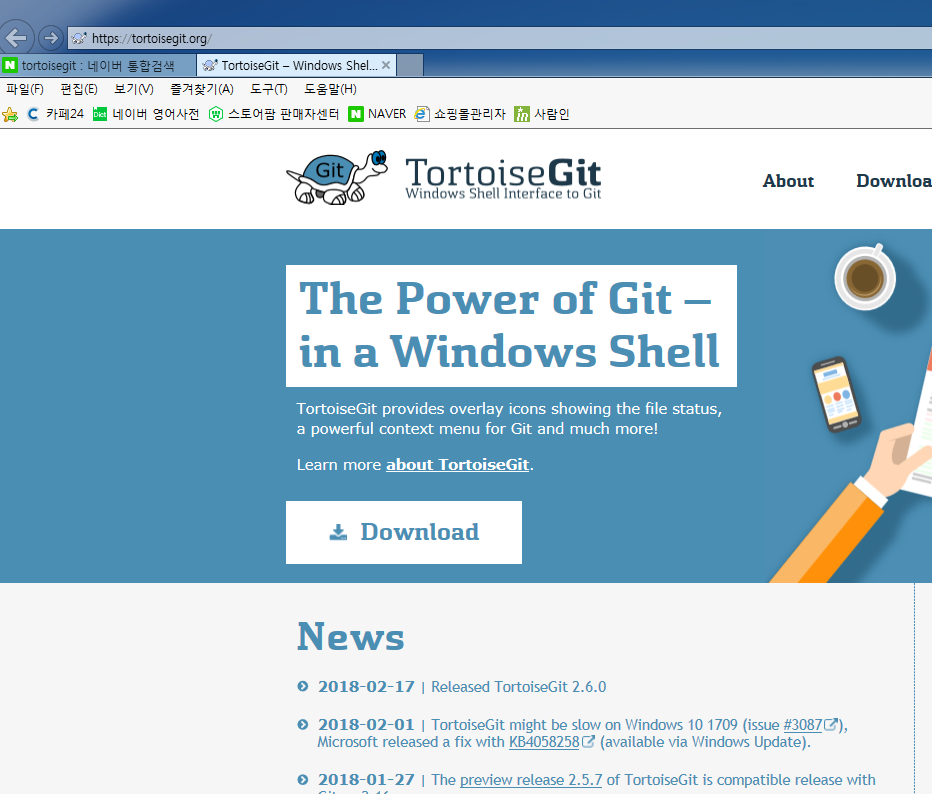 https://tortoisegit.org/
N tortoisegit : 네이버 통합검색 TortoiseGit – Windows Shel...
파일(F) 편집(E) 보기(V) 즐겨찾기(A) 도구(T) 도움말(H)
카페24 Dict 네이버 영어사전 스토어팜 판매자센터 N NAVER 쇼핑몰관리자 in 사람인
Git TortoiseGit
Windows Shell Interface to Git
About Downloa
The Power of Git –
in a Windows Shell
TortoiseGit provides overlay icons showing the file status,
a powerful context menu for Git and much more!
Learn more about TortoiseGit.
Download
News
2018-02-17 | Released TortoiseGit 2.6.0
2018-02-01 | TortoiseGit might be slow on Windows 10 1709 (issue #3087),
Microsoft released a fix with KB4058258 (available via Windows Update).
2018-01-27 | The preview release 2.5.7 of TortoiseGit is compatible release with